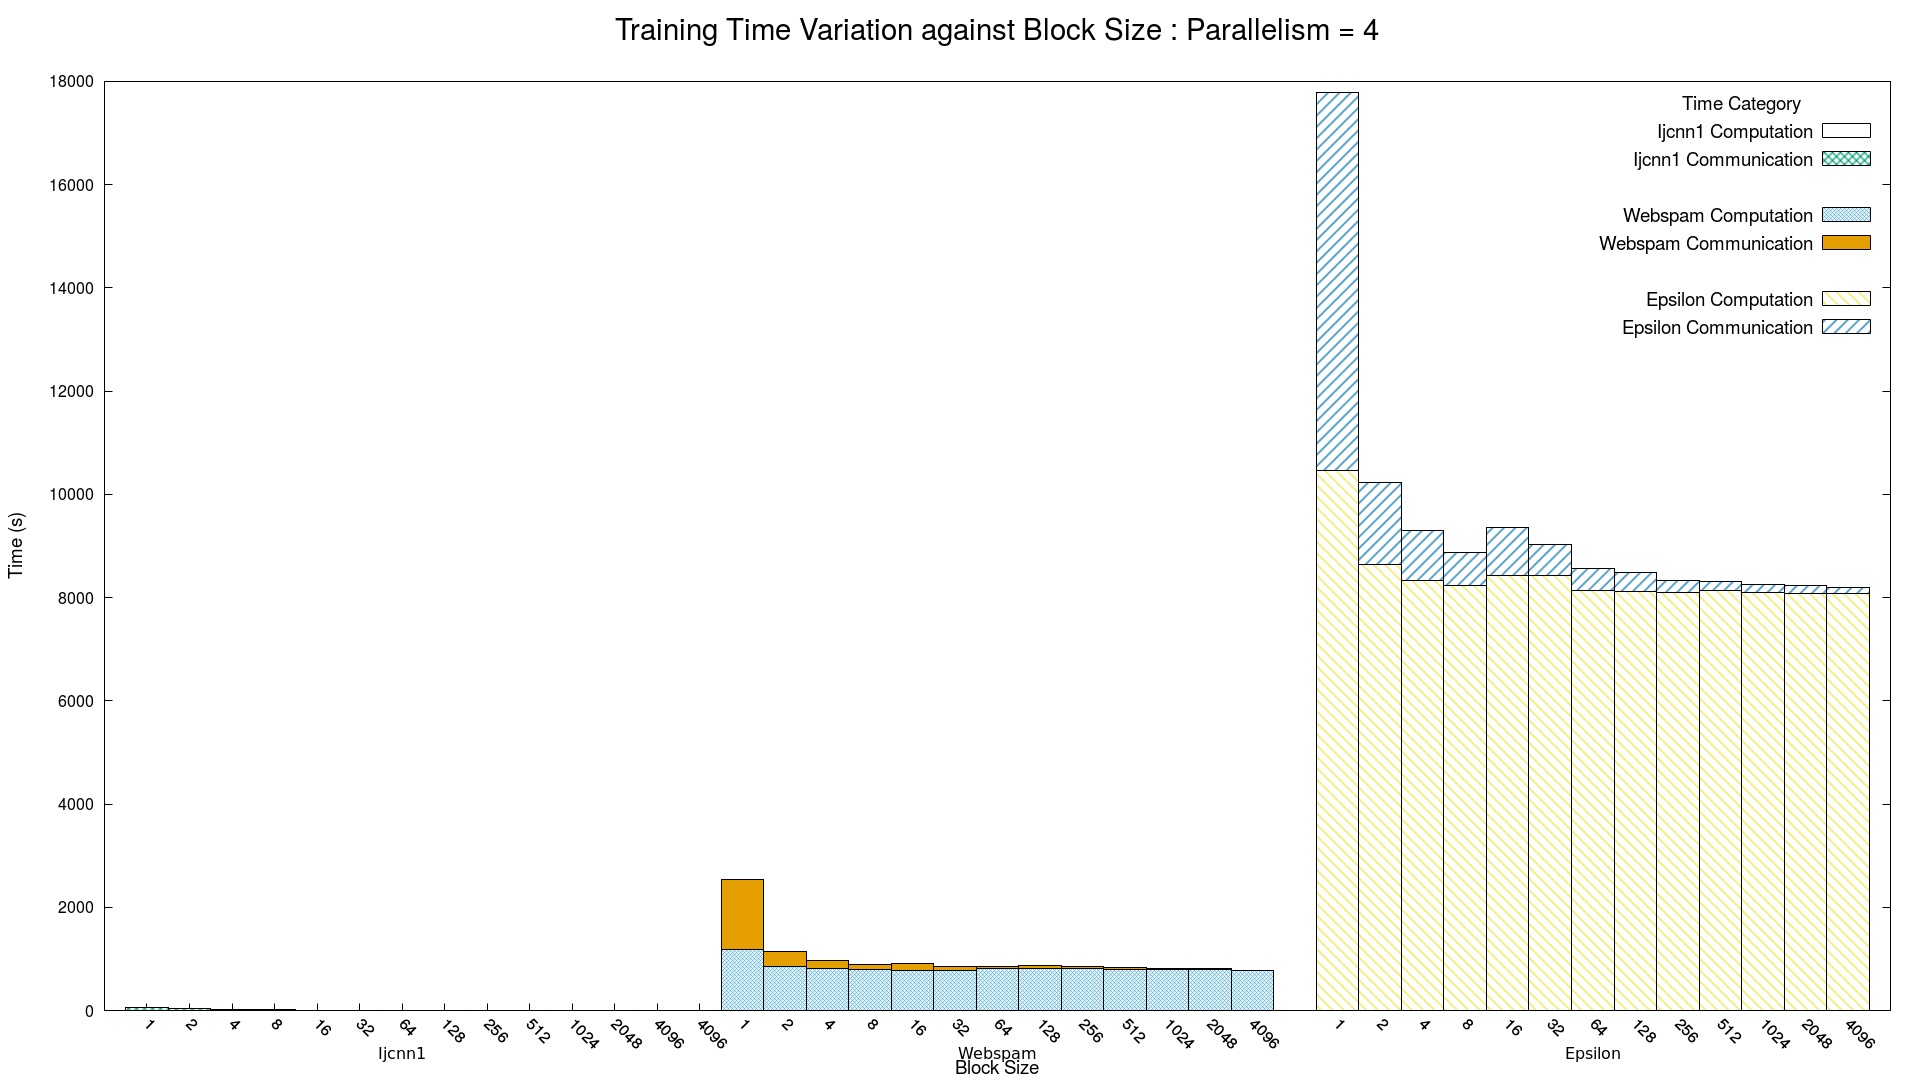 Training Time Variation against Block Size : Parallelism = 4
18000
16000
14000
12000
10000
8000
6000
4000
2000
0
Time (s)
Time Category
Ijcnn1 Computation
Ijcnn1 Communication
Webspam Computation
Webspam Communication
Epsilon Computation
Epsilon Communication
1 2 4 8 16 32 64 128 256 512 1024 2048 4096 4096 1 2 4 8 16 32 64 128 256 512 1024 2048 4096 1 2 4 8 16 32 64 128 256 512 1024 2048 4096
Ijcnn1 Webspam Epsilon
Block Size